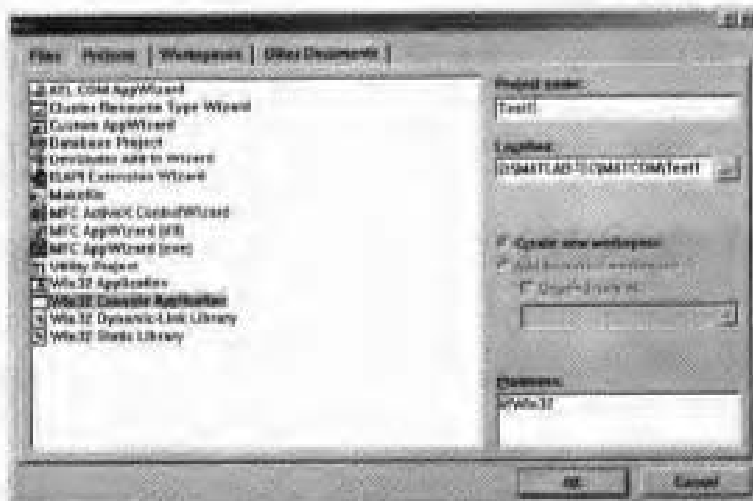 Files Projects Workspaces Other Documents
ATL COM AppWizard
Cluster Resource Type Wizard
Custom AppWizard
Database Project
DevStudio Add-in Wizard
ISAPI Extension Wizard
Makefile
MFC ActiveX ControlWizard
MFC AppWizard (dll)
MFC AppWizard (exe)
Utility Project
Win32 Application
Win32 Console Application
Win32 Dynamic-Link Library
Win32 Static Library
Project name:
Test1
Location:
Create new workspace
Platforms:
Win32
OK Cancel